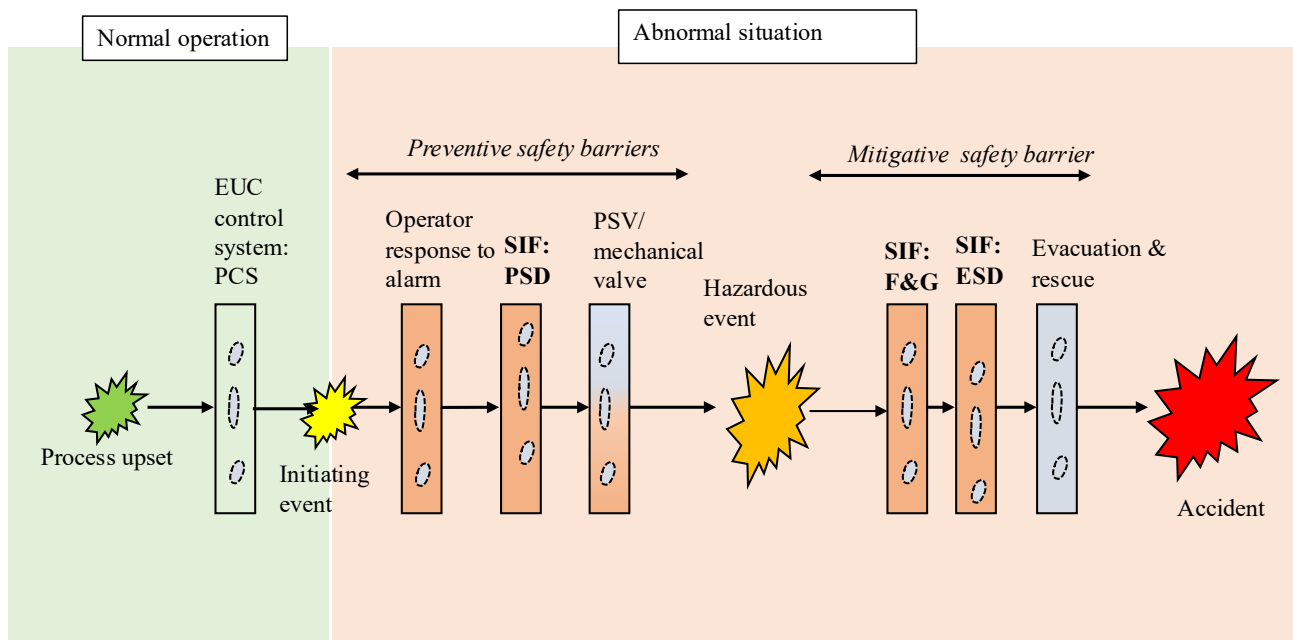 Normal operation
Abnormal situation
Preventive safety barriers
Mitigative safety barrier
EUC
control
system:
PCS
Operator
response to
alarm
SIF:
PSD
PSV/
mechanical
valve
Hazardous
event
SIF:
F&G
SIF:
ESD
Evacuation &
rescue
Process upset
Initiating
event
Accident